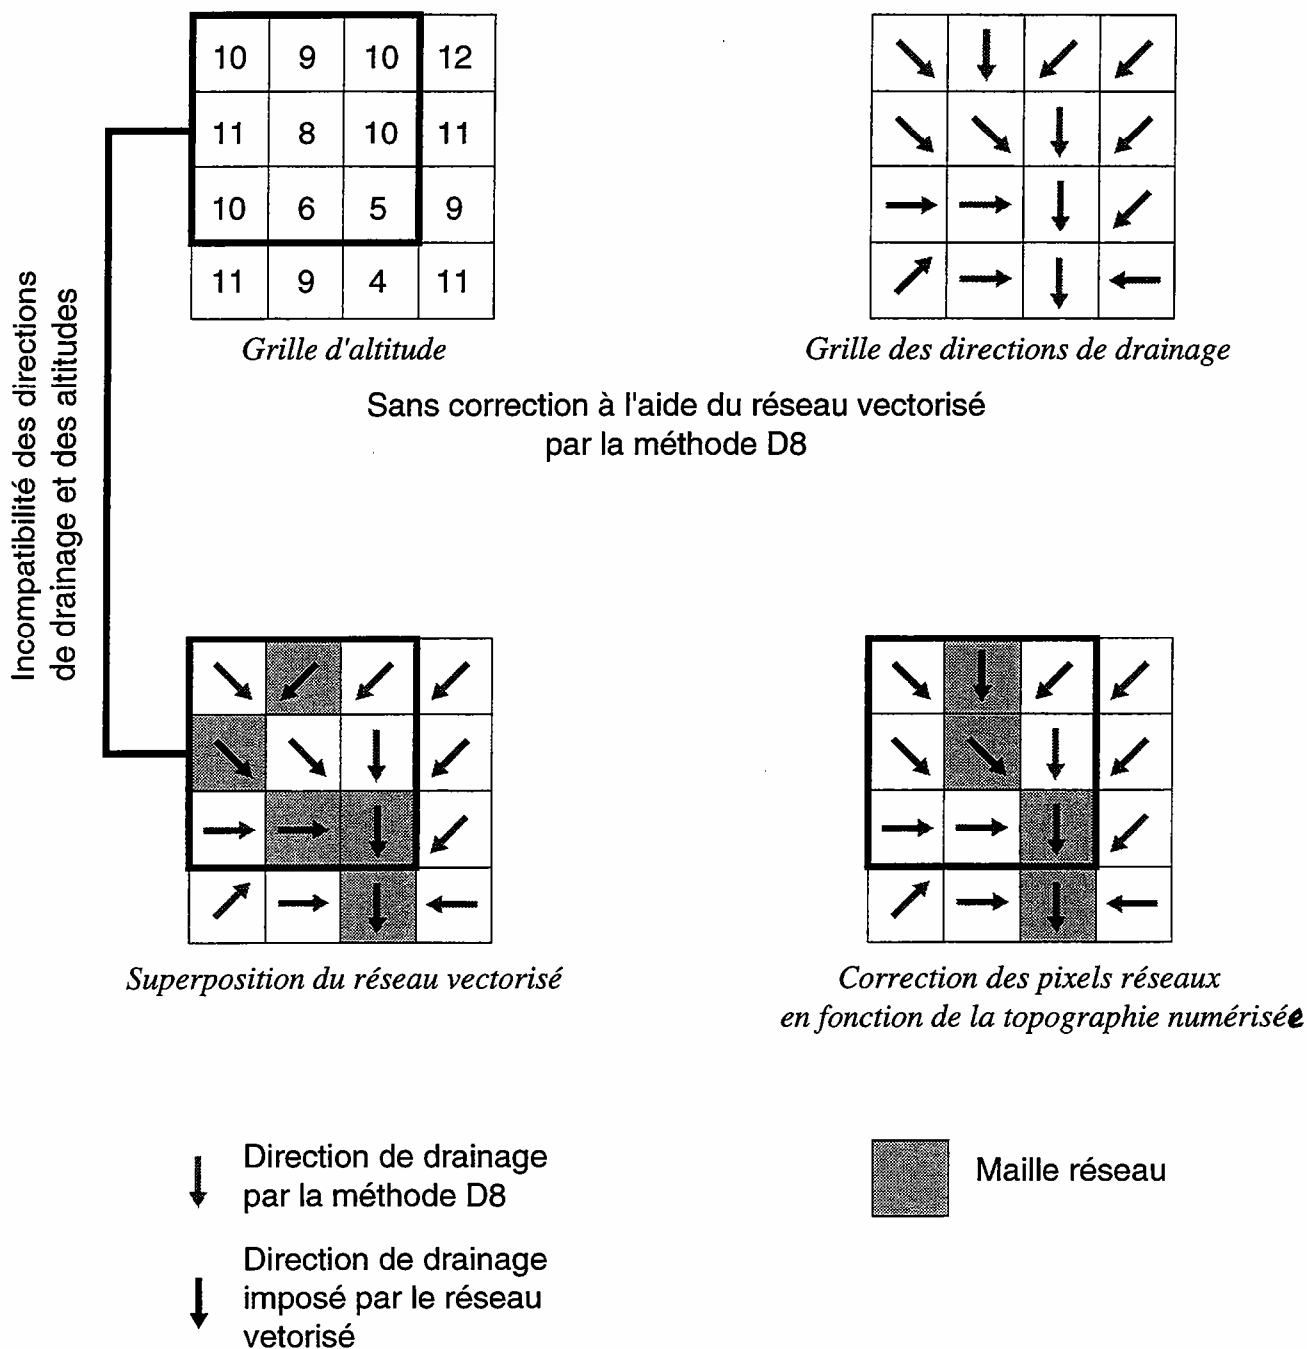 10 9 10 12
11 8 10 11
10 6 5 9
11 9 4 11
Grille d'altitude
Grille des directions de drainage
Sans correction à l'aide du réseau vectorisé
par la méthode D8
Incompatibilité des directions
de drainage et des altitudes
Superposition du réseau vectorisé
Correction des pixels réseaux
en fonction de la topographie numérisée
Direction de drainage
par la méthode D8
Maille réseau
Direction de drainage
imposé par le réseau
vetorisé